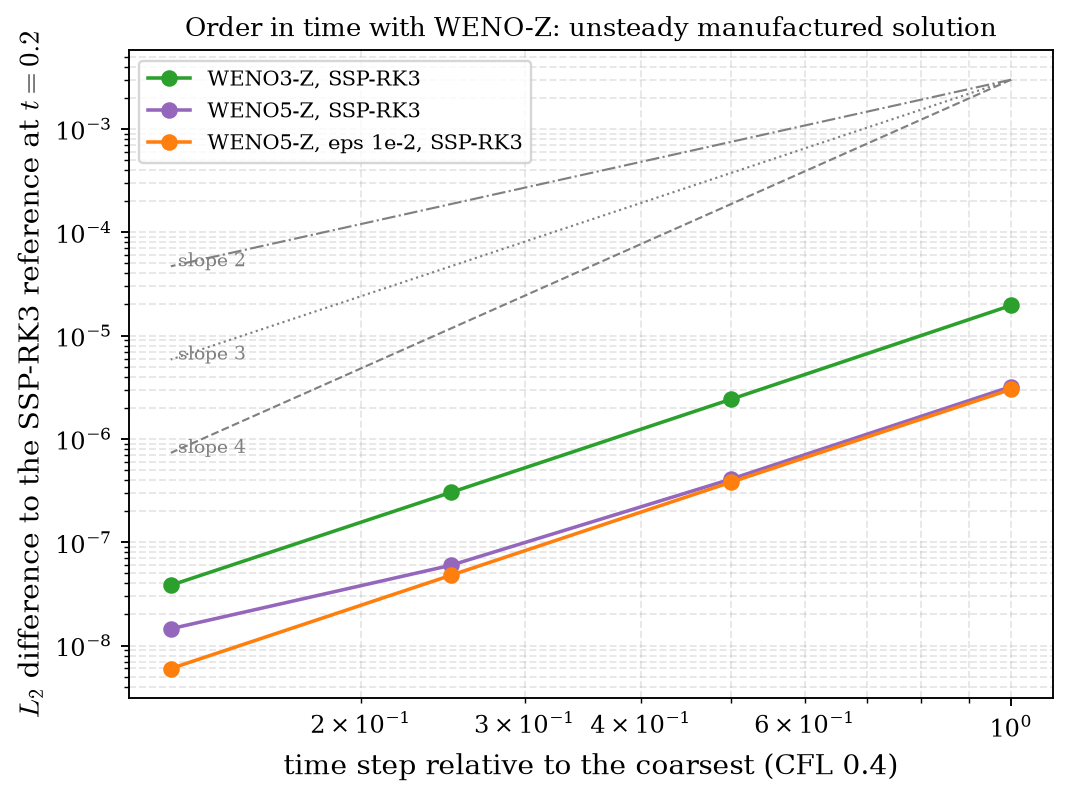 Order in time with WENO-Z: unsteady manufactured solution
L₂ difference to the SSP-RK3 reference at t = 0.2
WENO3-Z, SSP-RK3
WENO5-Z, SSP-RK3
WENO5-Z, eps 1e-2, SSP-RK3
10⁻³
10⁻⁴
10⁻⁵
10⁻⁶
10⁻⁷
10⁻⁸
slope 2
slope 3
slope 4
2 × 10⁻¹
3 × 10⁻¹
4 × 10⁻¹
6 × 10⁻¹
10⁰
time step relative to the coarsest (CFL 0.4)